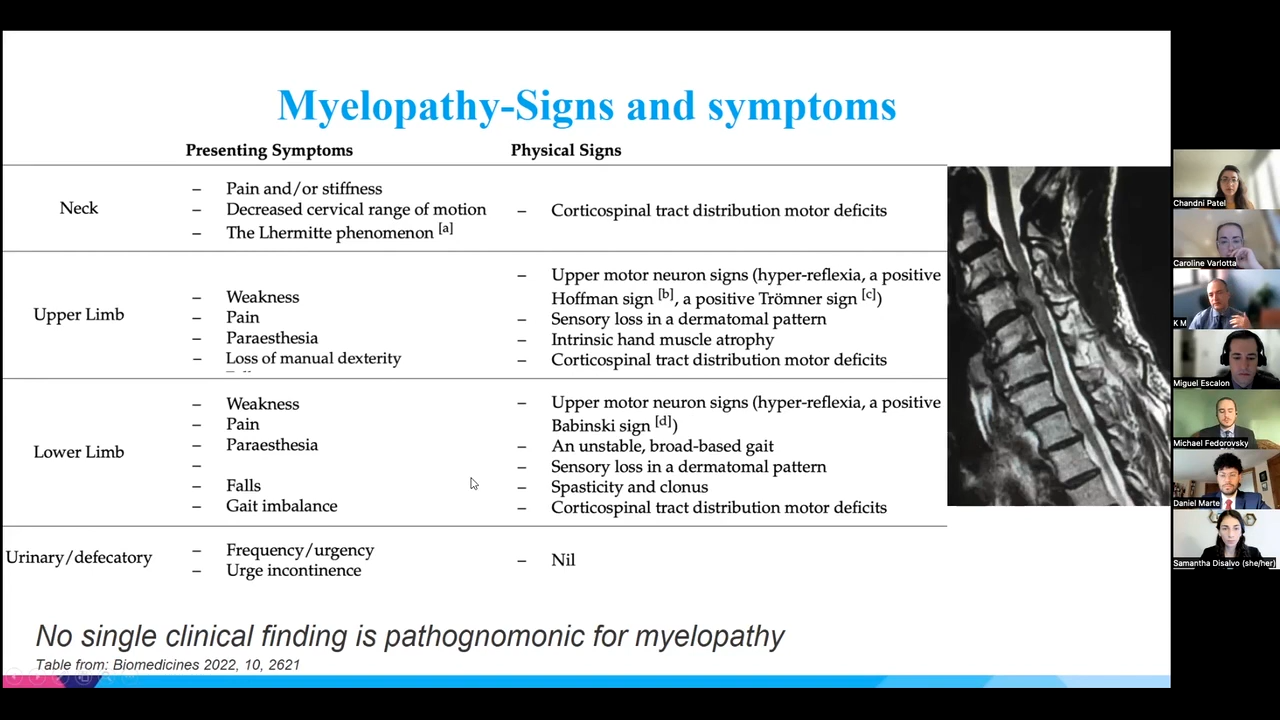 Myelopathy-Signs and symptoms
Presenting Symptoms Physical Signs
Neck
– Pain and/or stiffness
– Decreased cervical range of motion
– The Lhermitte phenomenon [a]
– Corticospinal tract distribution motor deficits
Upper Limb
– Weakness
– Pain
– Paraesthesia
– Loss of manual dexterity
– Upper motor neuron signs (hyper-reflexia, a positive
Hoffman sign [b], a positive Trömner sign [c])
– Sensory loss in a dermatomal pattern
– Intrinsic hand muscle atrophy
– Corticospinal tract distribution motor deficits
Lower Limb
– Weakness
– Pain
– Paraesthesia
–
– Falls
– Gait imbalance
– Upper motor neuron signs (hyper-reflexia, a positive
Babinski sign [d])
– An unstable, broad-based gait
– Sensory loss in a dermatomal pattern
– Spasticity and clonus
– Corticospinal tract distribution motor deficits
Urinary/defecatory
– Frequency/urgency
– Urge incontinence
– Nil
No single clinical finding is pathognomonic for myelopathy
Table from: Biomedicines 2022, 10, 2621
Chandni Patel
Caroline Varlotta
K M
Miguel Escalon
Michael Fedorovsky
Daniel Marte
Samantha Disalvo (she/her)